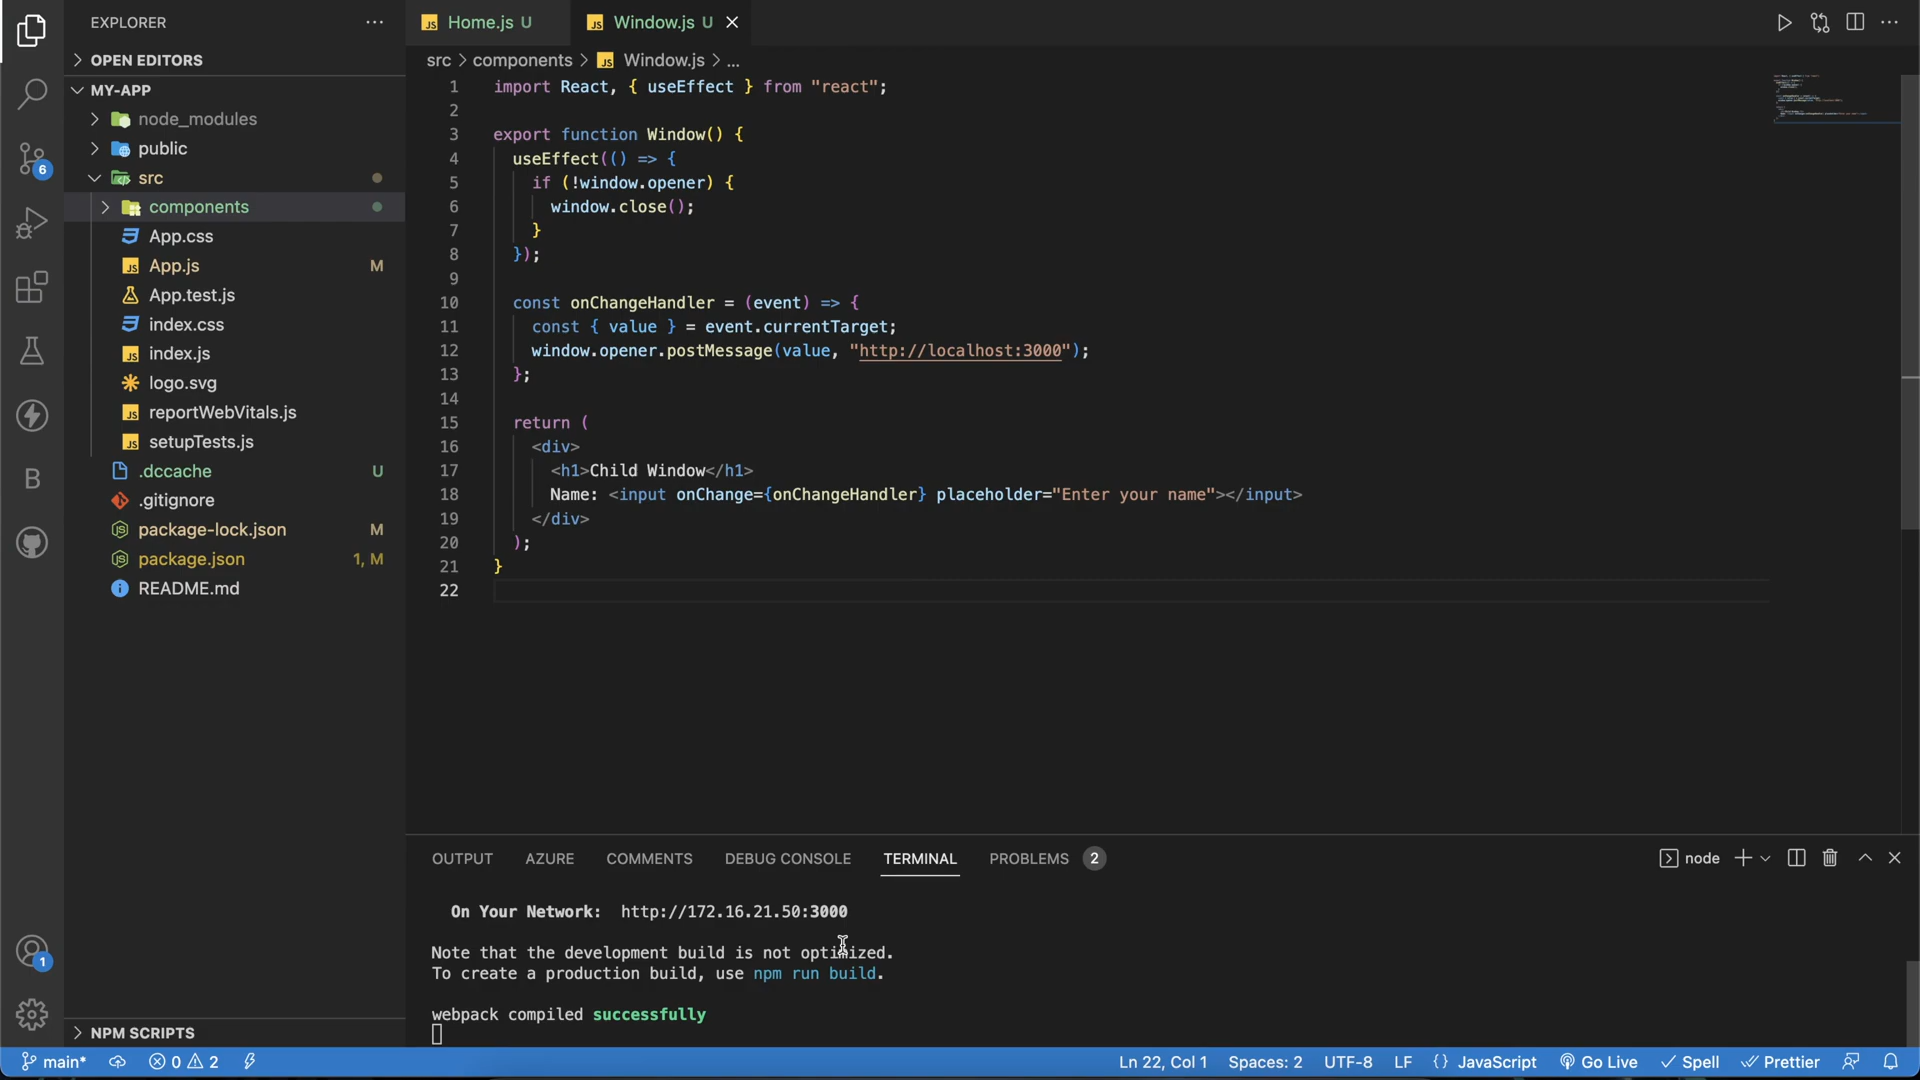 EXPLORER
OPEN EDITORS
MY-APP
node_modules
public
src
components
App.css
App.js M
App.test.js
index.css
index.js
logo.svg
reportWebVitals.js
setupTests.js
.dccache U
.gitignore
package-lock.json M
package.json 1, M
README.md
NPM SCRIPTS
6
B
1
JS Home.js U
JS Window.js U
src > components > JS Window.js > ...
1 import React, { useEffect } from "react";
2
3 export function Window() {
4 useEffect(() => {
5 if (!window.opener) {
6 window.close();
7 }
8 });
9
10 const onChangeHandler = (event) => {
11 const { value } = event.currentTarget;
12 window.opener.postMessage(value, "http://localhost:3000");
13 };
14
15 return (
16 <div>
17 <h1>Child Window</h1>
18 Name: <input onChange={onChangeHandler} placeholder="Enter your name"></input>
19 </div>
20 );
21 }
22
OUTPUT AZURE COMMENTS DEBUG CONSOLE TERMINAL PROBLEMS 2 node
On Your Network: http://172.16.21.50:3000
Note that the development build is not optimized.
To create a production build, use npm run build.
webpack compiled successfully
main* 0 2 Ln 22, Col 1 Spaces: 2 UTF-8 LF {} JavaScript Go Live Spell Prettier